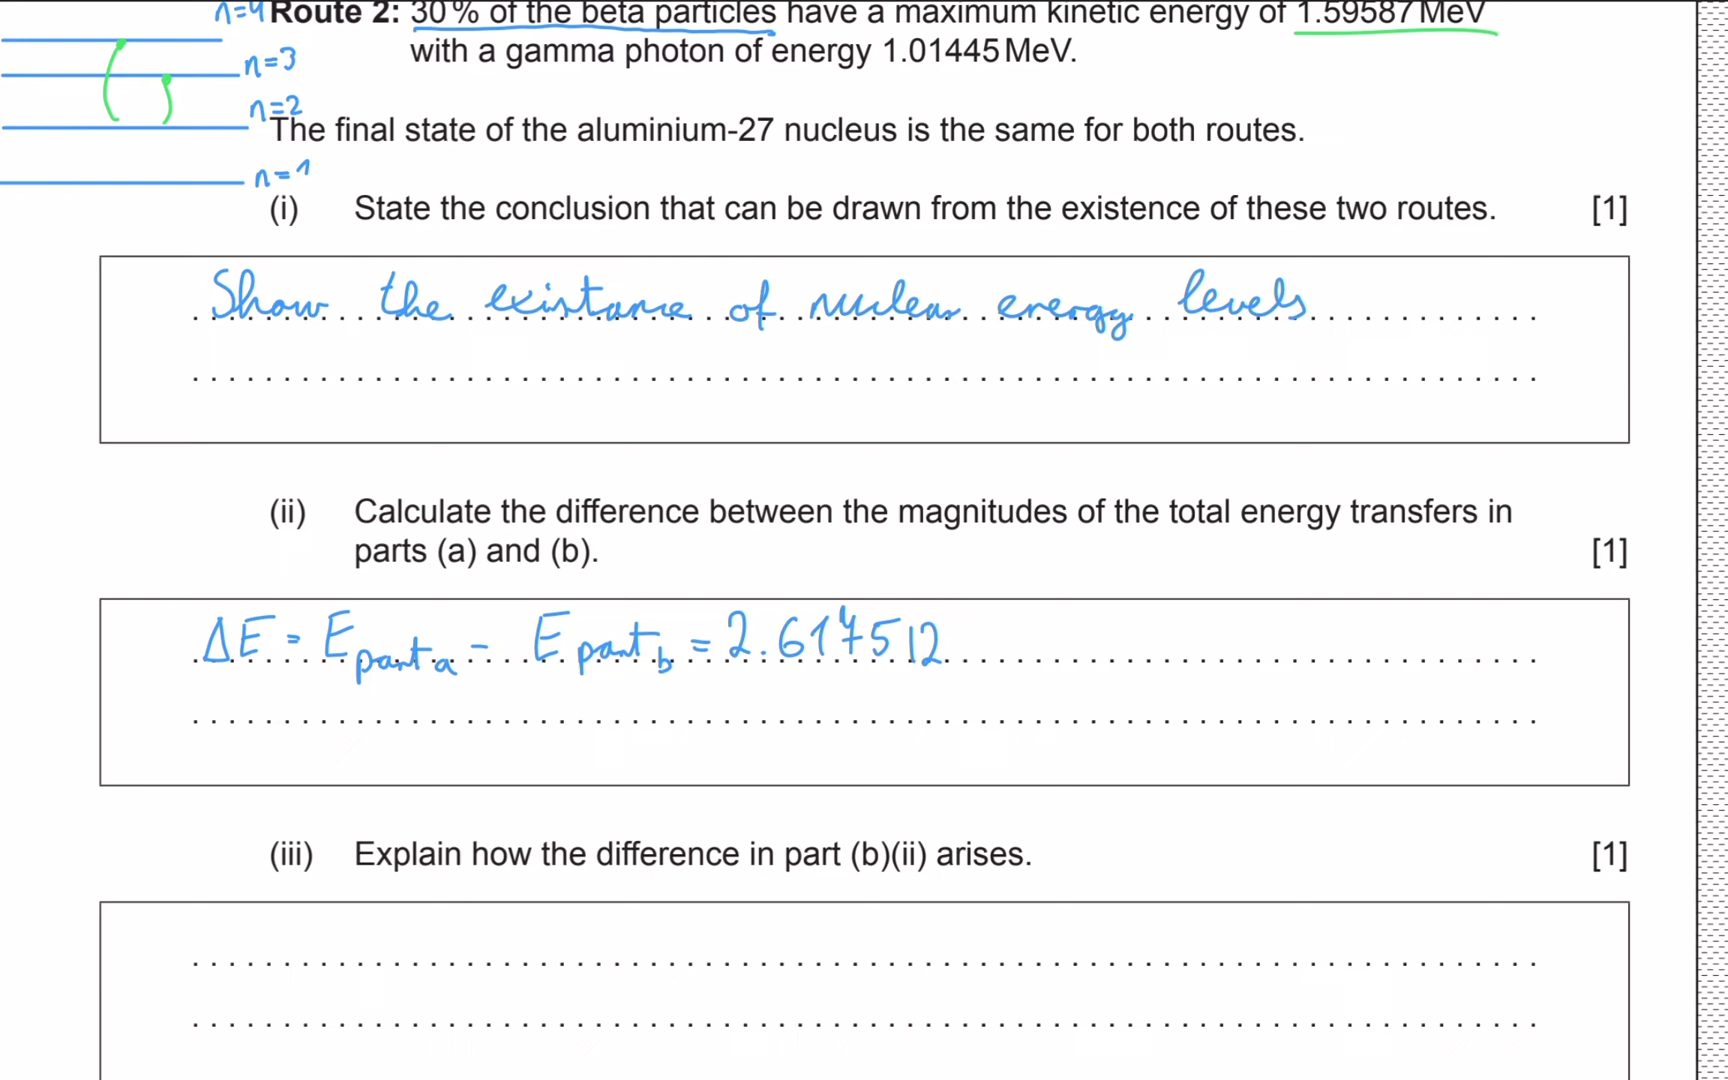 n=4 Route 2: 30% of the beta particles have a maximum kinetic energy of 1.59587 MeV
n=3 with a gamma photon of energy 1.01445 MeV.
n=2
The final state of the aluminium-27 nucleus is the same for both routes.
n=1
(i) State the conclusion that can be drawn from the existence of these two routes. [1]
Show the existance of nuclear energy levels
(ii) Calculate the difference between the magnitudes of the total energy transfers in
parts (a) and (b). [1]
ΔE = E part a - E part b = 2.617512
(iii) Explain how the difference in part (b)(ii) arises. [1]